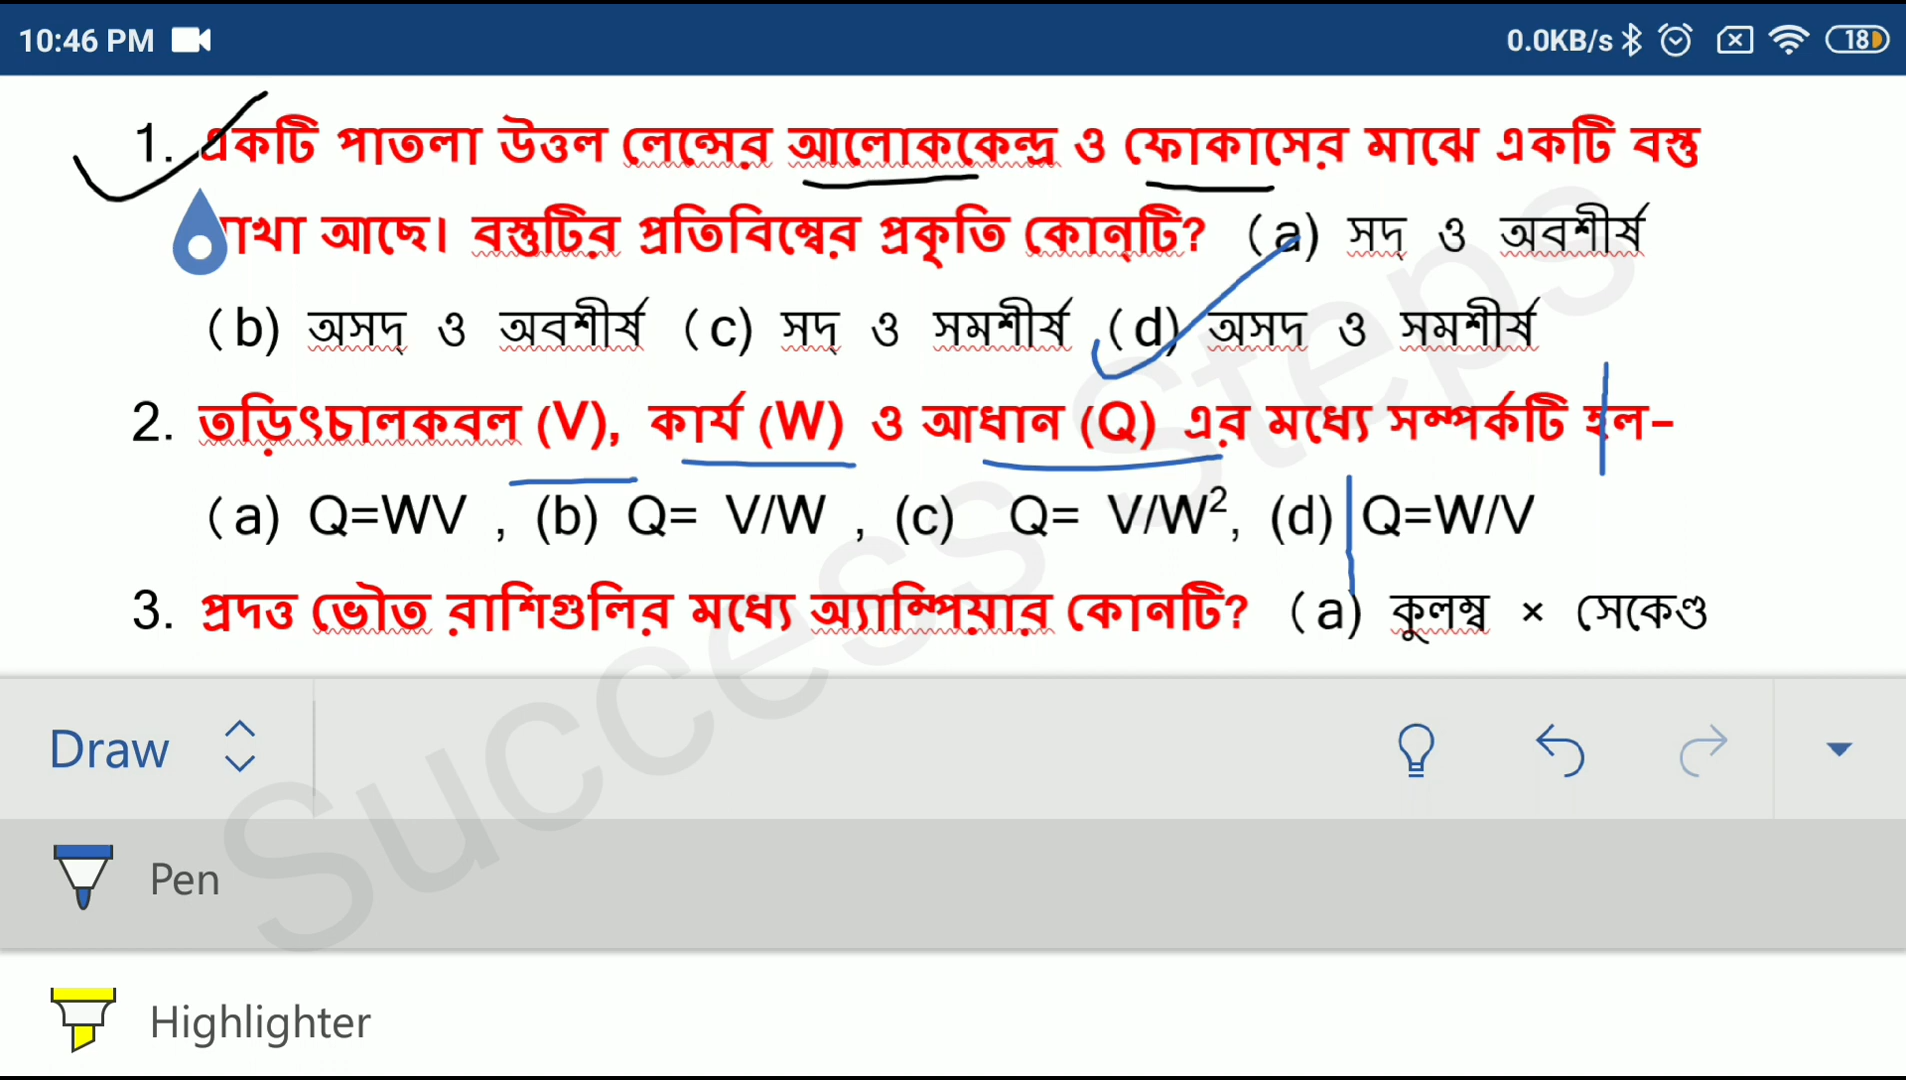 10:46 PM 0.0KB/s 18
1. একটি পাতলা উত্তল লেন্সের আলোককেন্দ্র ও ফোকাসের মাঝে একটি বস্তু
রাখা আছে। বস্তুটির প্রতিবিম্বের প্রকৃতি কোন্‌টি? (a) সদ্ ও অবশীর্ষ
(b) অসদ্ ও অবশীর্ষ (c) সদ্ ও সমশীর্ষ (d) অসদ ও সমশীর্ষ
2. তড়িৎচালকবল (V), কার্য (W) ও আধান (Q) এর মধ্যে সম্পর্কটি হল-
(a) Q=WV , (b) Q= V/W , (c) Q= V/W², (d) Q=W/V
3. প্রদত্ত ভৌত রাশিগুলির মধ্যে অ্যাম্পিয়ার কোনটি? (a) কুলম্ব × সেকেণ্ড
Success Steps
Draw
Pen
Highlighter